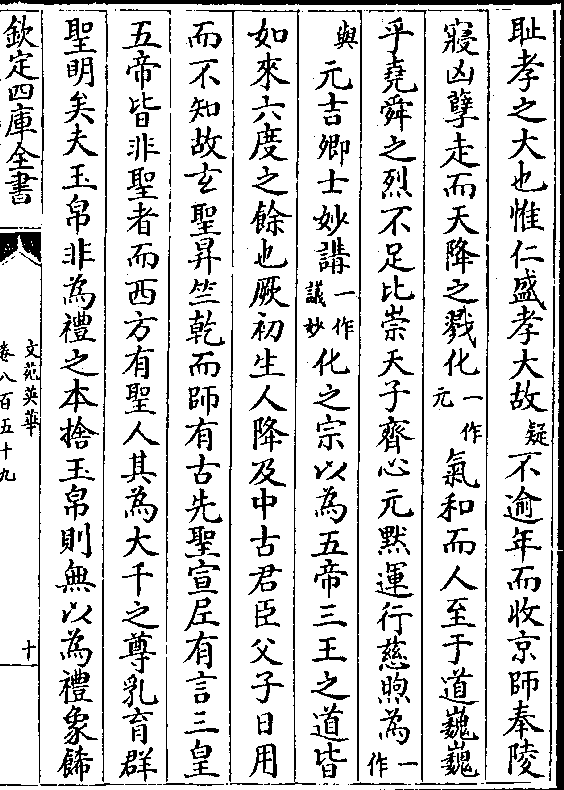 耻孝之大也惟仁盛孝大故疑不逾年而收京師奉陵
寢凶孽走而天降之戮化一作元氣和而人至于道巍巍
乎堯舜之烈不足比崇天子齊心元默運行慈煦為一作
與元吉卿士妙講一作議妙化之宗以為五帝三王之道皆
如來六度之餘也厥初生人降及中古君臣父子日用
而不知故玄聖昇竺乾而師有古先聖宣尼有言三皇
五帝皆非聖者而西方有聖人其為大千之尊乳育群
聖明矣夫玉帛非為禮之本捨玉帛則無以為禮象飾
欽定四庫全書
文苑英華
卷八百五十九
十